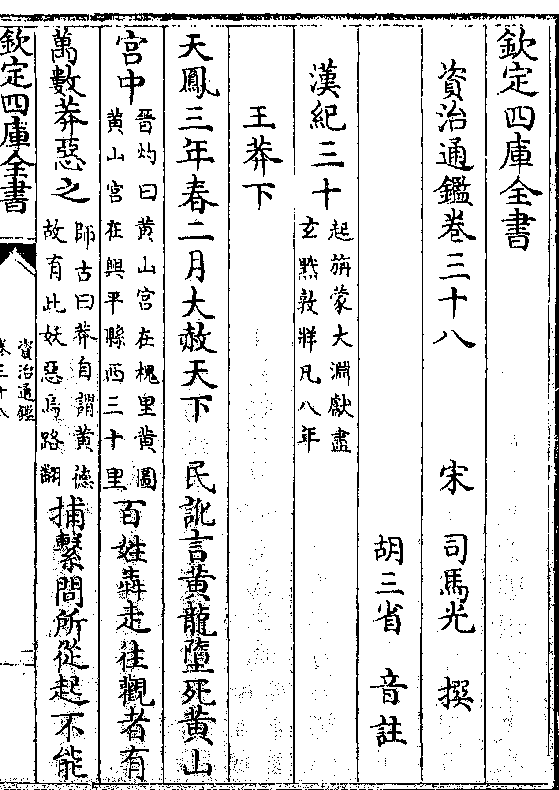 欽定四庫全書
資治通鑑卷三十八 宋 司馬光 撰
胡三省 音註
漢紀三十 起旃蒙大淵獻盡玄黓敦牂凡八年
王莽下
天鳳三年春二月大赦天下 民訛言黄龍墮死黄山
宫中 晉灼曰黄山宫在槐里黄圖黄山宫在興平縣西三十里 百姓犇走往觀者有
萬數莽惡之 師古曰莽自謂黄德故有此妖惡烏路翻 捕繫問所從起不能
欽定四庫全書
資治通鑑
卷三十八